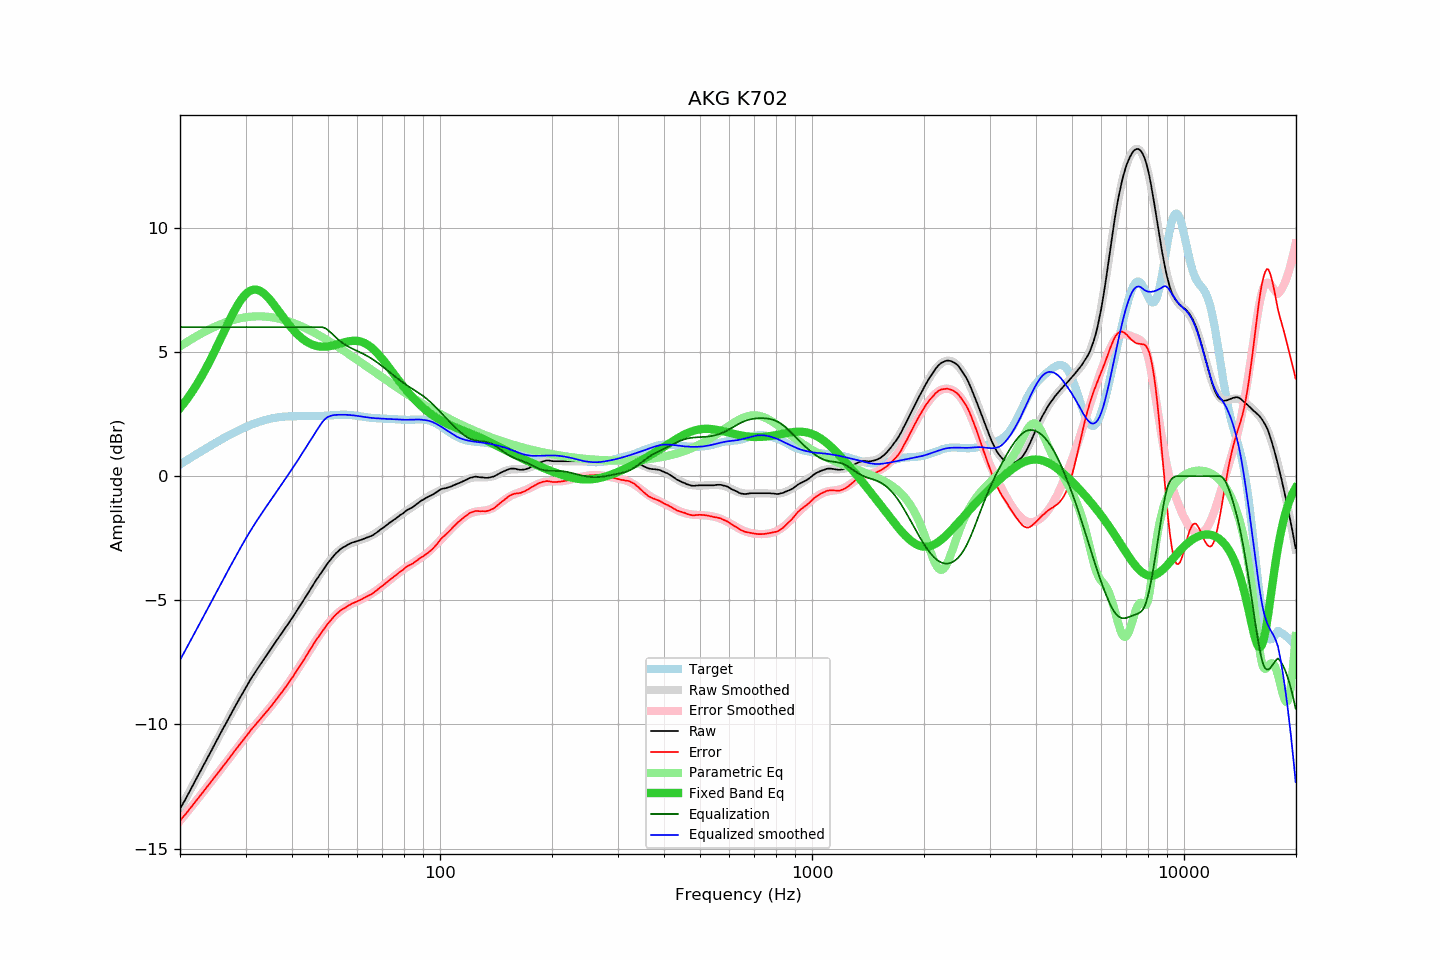 AKG K702
Amplitude (dBr)
10
5
0
−5
−10
−15
100
1000
10000
Frequency (Hz)
Target
Raw Smoothed
Error Smoothed
Raw
Error
Parametric Eq
Fixed Band Eq
Equalization
Equalized smoothed